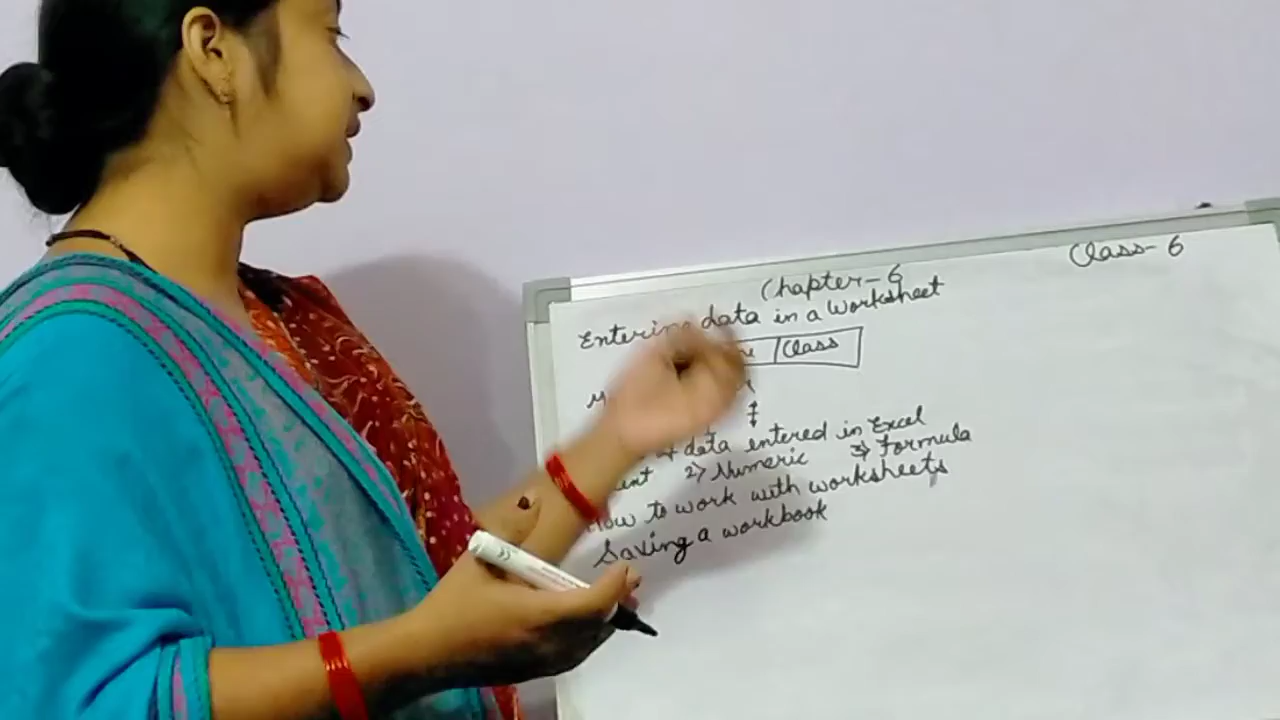 Class-6
Chapter-6
Entering data in a Worksheet
Class
data entered in Excel
2) Numeric 3) Formula
How to work with worksheets
Saving a workbook